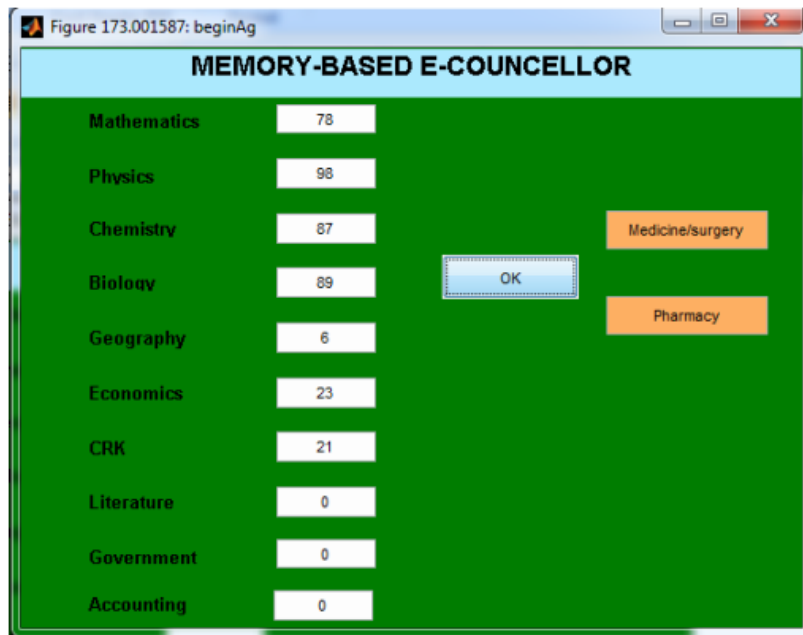 Figure 173.001587: beginAg
MEMORY-BASED E-COUNCELLOR
Mathematics 78
Physics 98
Chemistry 87
Medicine/surgery
Biology 89
OK
Pharmacy
Geography 6
Economics 23
CRK 21
Literature 0
Government 0
Accounting 0